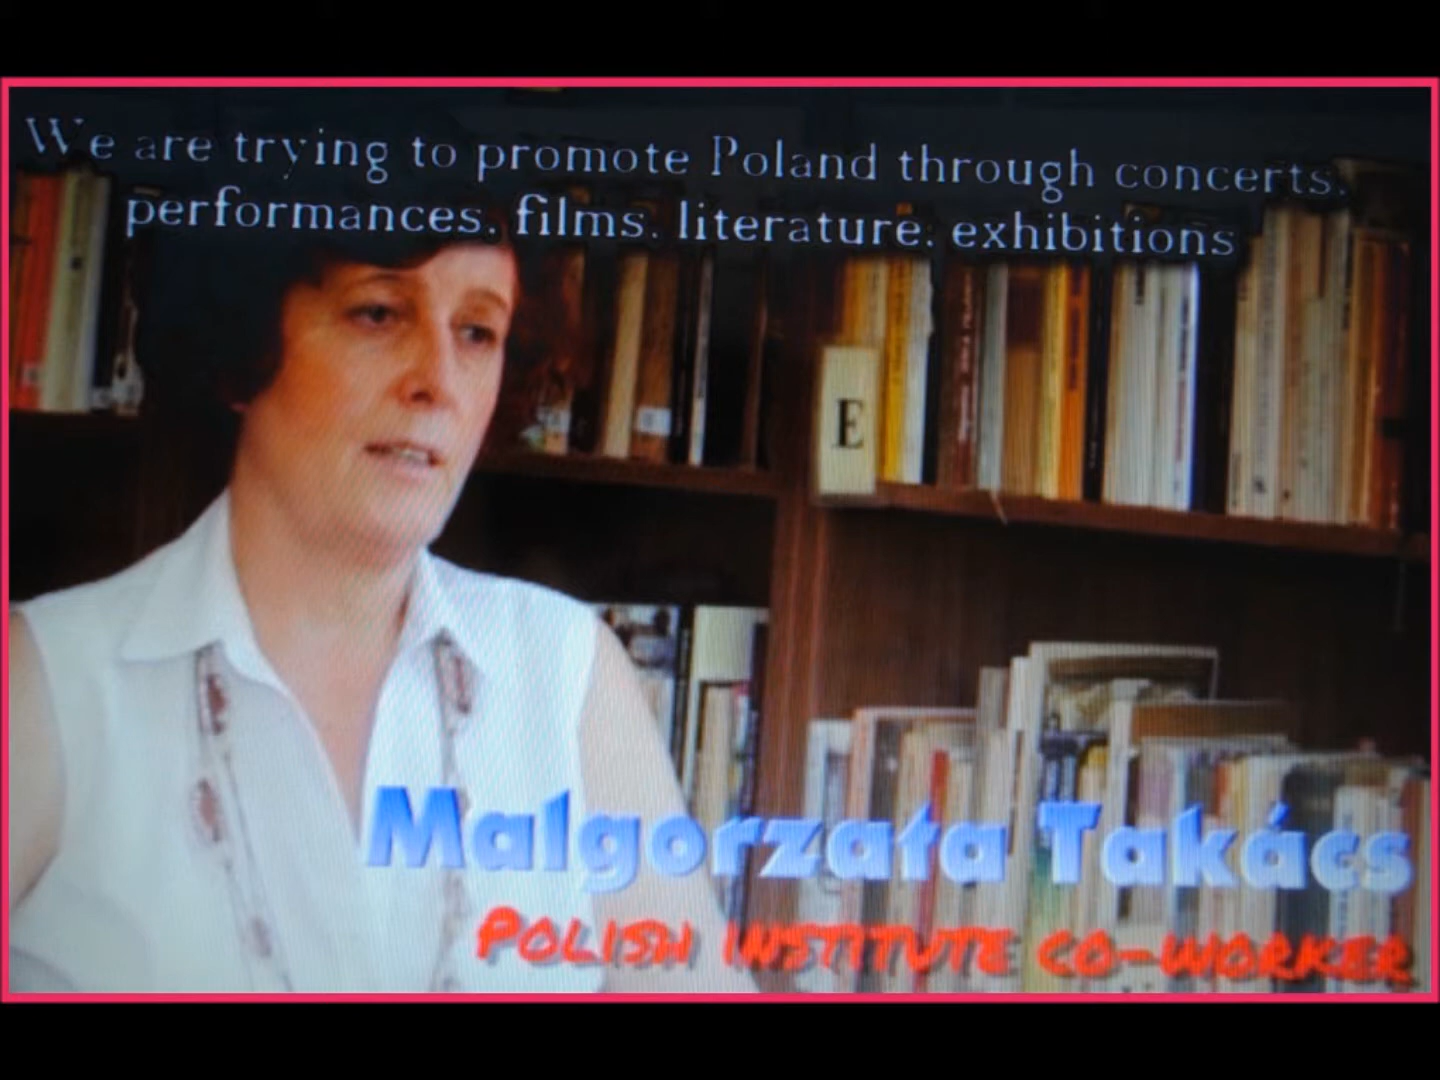 We are trying to promote Poland through concerts,
performances, films, literature, exhibitions
E
Malgorzata Takács
POLISH INSTITUTE CO-WORKER